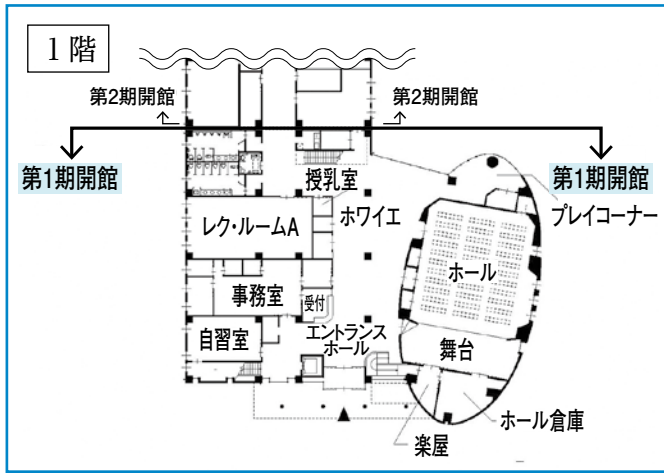 1階
第2期開館
第2期開館
第1期開館
第1期開館
授乳室
プレイコーナー
レク・ルームA
ホワイエ
ホール
事務室
受付
自習室
エントランス
ホール
舞台
ホール倉庫
楽屋